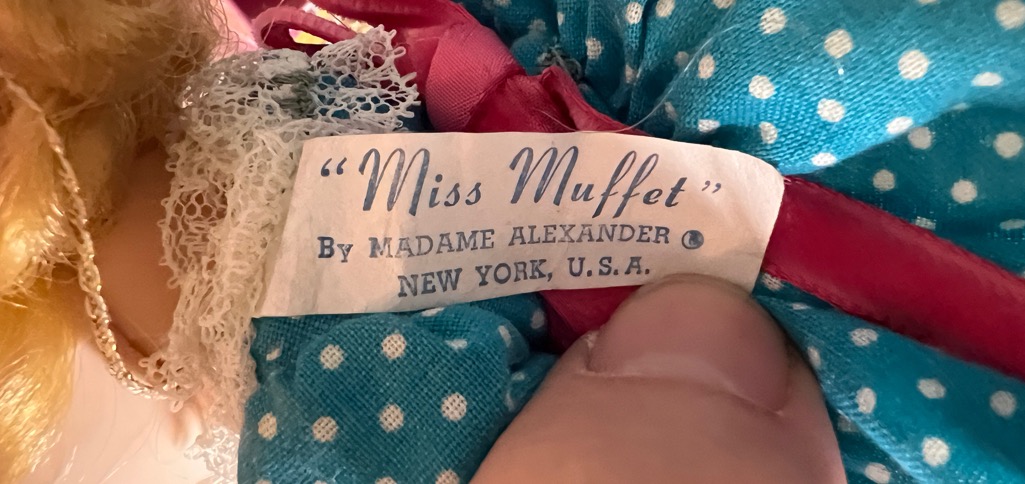 “Miss Muffet”
By MADAME ALEXANDER ®
NEW YORK, U.S.A.